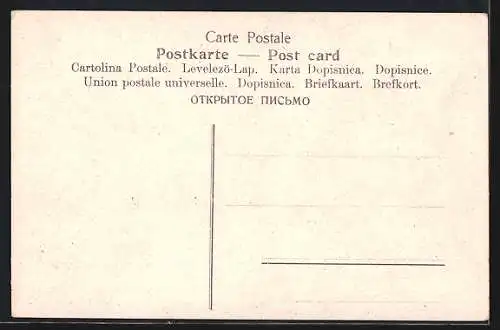 Carte Postale
Postkarte — Post card
Cartolina Postale. Levelezö-Lap. Karta Dopisnica. Dopisnice.
Union postale universelle. Dopisnica. Briefkaart. Brefkort.
ОТКРЫТОЕ ПИСЬМО